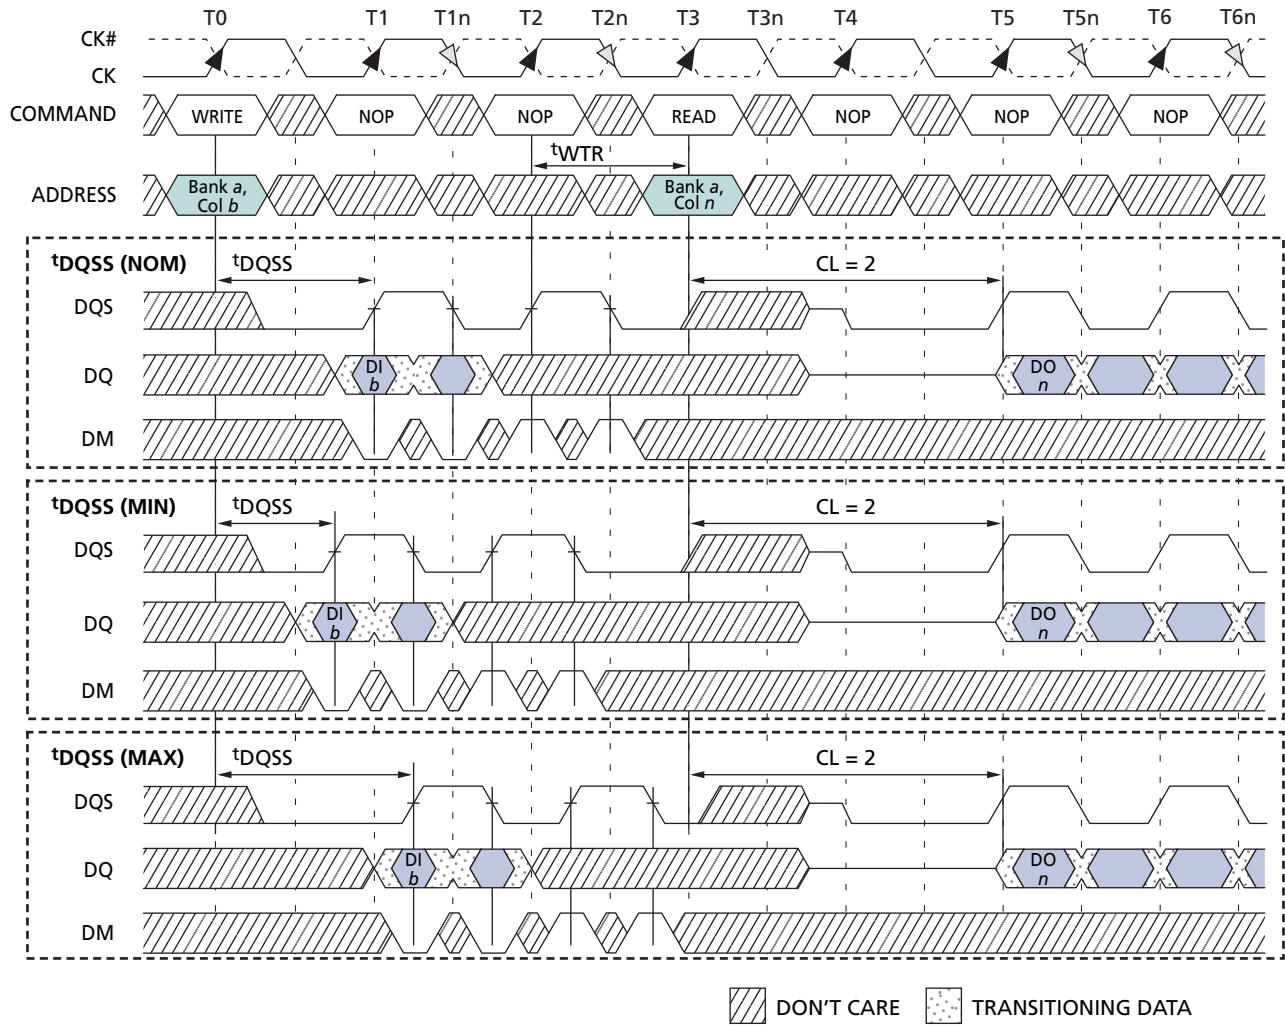 T0 T1 T1n T2 T2n T3 T3n T4 T5 T5n T6 T6n
CK#
CK
COMMAND WRITE NOP NOP READ NOP NOP NOP
tWTR
ADDRESS Bank a, Col b Bank a, Col n
tDQSS (NOM) tDQSS CL = 2
DQS
DQ DI b DO n
DM
tDQSS (MIN) tDQSS CL = 2
DQS
DQ DI b DO n
DM
tDQSS (MAX) tDQSS CL = 2
DQS
DQ DI b DO n
DM
DON'T CARE TRANSITIONING DATA